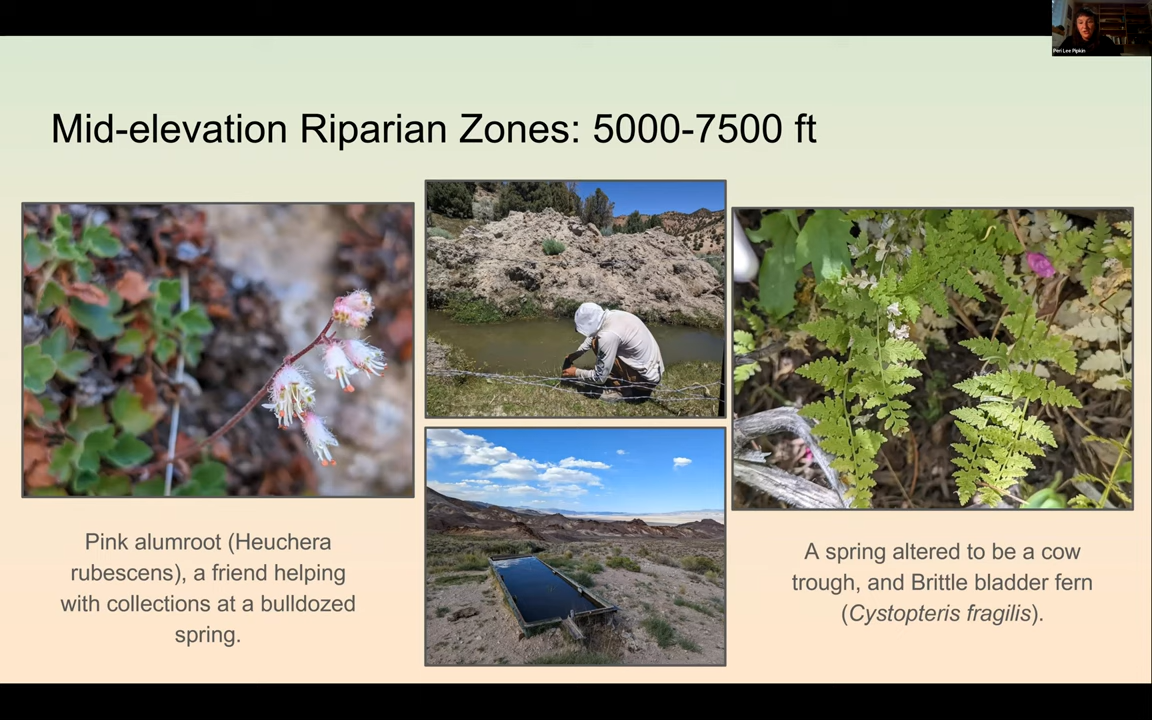 Peri Lee Pipkin
Mid-elevation Riparian Zones: 5000-7500 ft
Pink alumroot (Heuchera
rubescens), a friend helping
with collections at a bulldozed
spring.
A spring altered to be a cow
trough, and Brittle bladder fern
(Cystopteris fragilis).